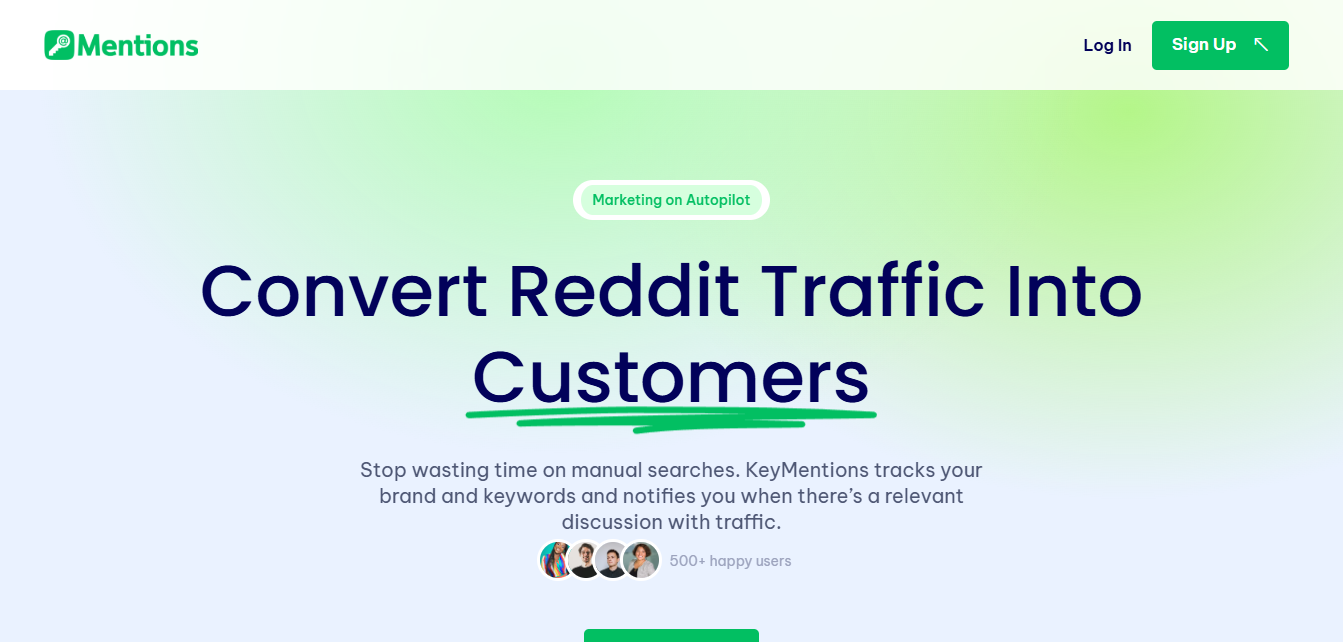 Mentions
Log In
Sign Up
Marketing on Autopilot
Convert Reddit Traffic Into
Customers
Stop wasting time on manual searches. KeyMentions tracks your
brand and keywords and notifies you when there’s a relevant
discussion with traffic.
500+ happy users